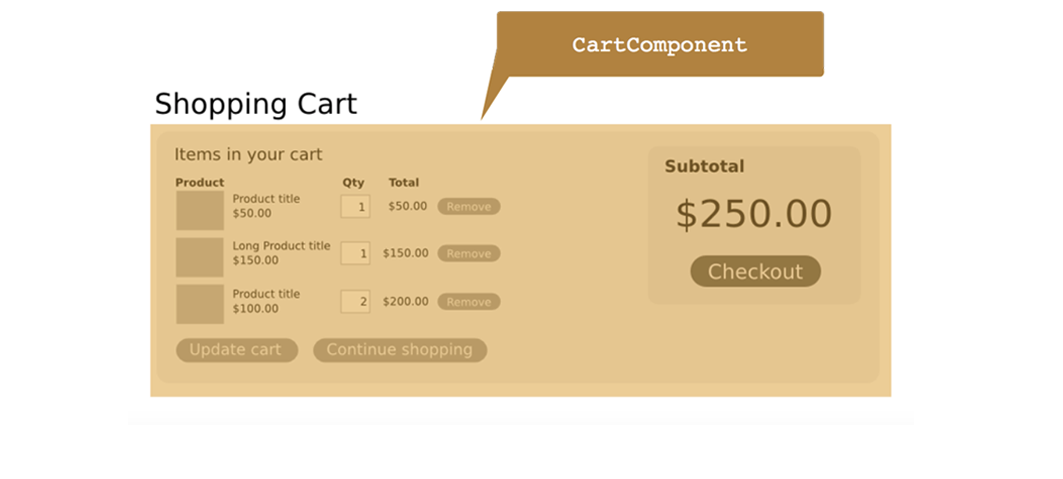 CartComponent
Shopping Cart
Items in your cart
Product Qty Total
Product title
$50.00
1 $50.00 Remove
Long Product title
$150.00
1 $150.00 Remove
Product title
$100.00
2 $200.00 Remove
Update cart Continue shopping
Subtotal
$250.00
Checkout